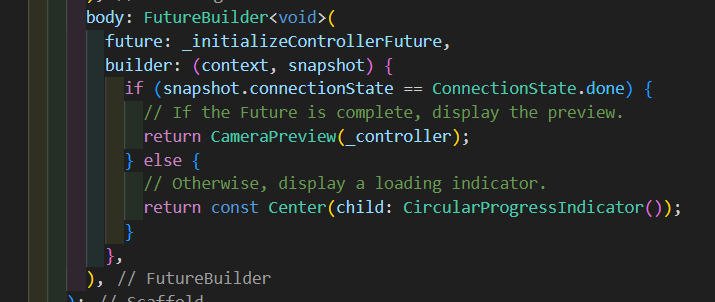 body: FutureBuilder<void>(
future: _initializeControllerFuture,
builder: (context, snapshot) {
if (snapshot.connectionState == ConnectionState.done) {
// If the Future is complete, display the preview.
return CameraPreview(_controller);
} else {
// Otherwise, display a loading indicator.
return const Center(child: CircularProgressIndicator());
}
},
), // FutureBuilder
); // Scaffold